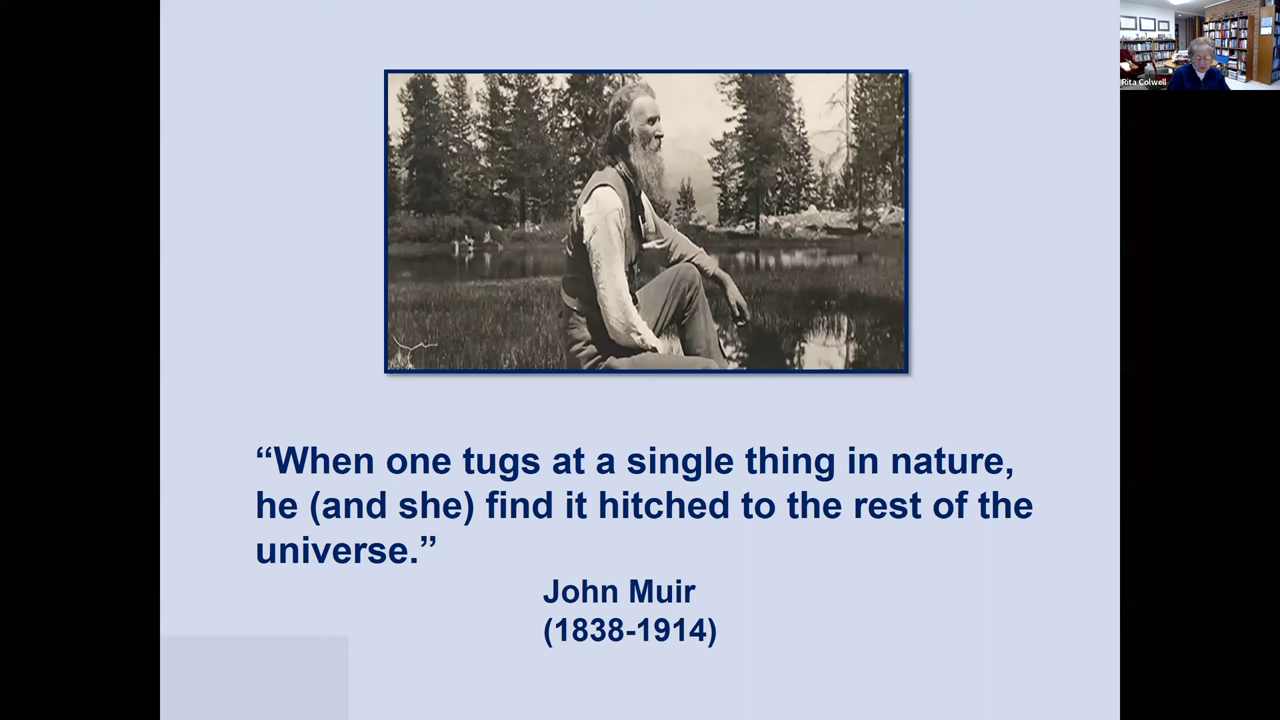 Rita Colwell
“When one tugs at a single thing in nature,
he (and she) find it hitched to the rest of the
universe.”
John Muir
(1838-1914)